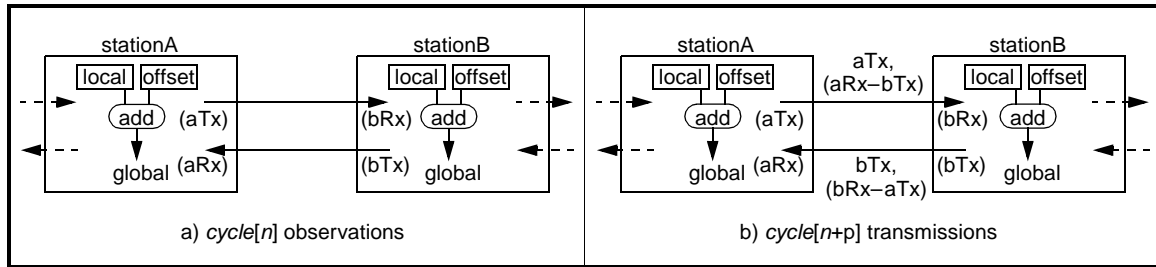 stationA
stationB
local offset
local offset
add
add
(aTx)
(bRx)
(aRx)
(bTx)
global
global
a) cycle[n] observations
stationA
stationB
aTx,
(aRx–bTx)
local offset
local offset
add
add
(aTx)
(bRx)
(aRx)
(bTx)
bTx,
(bRx–aTx)
global
global
b) cycle[n+p] transmissions